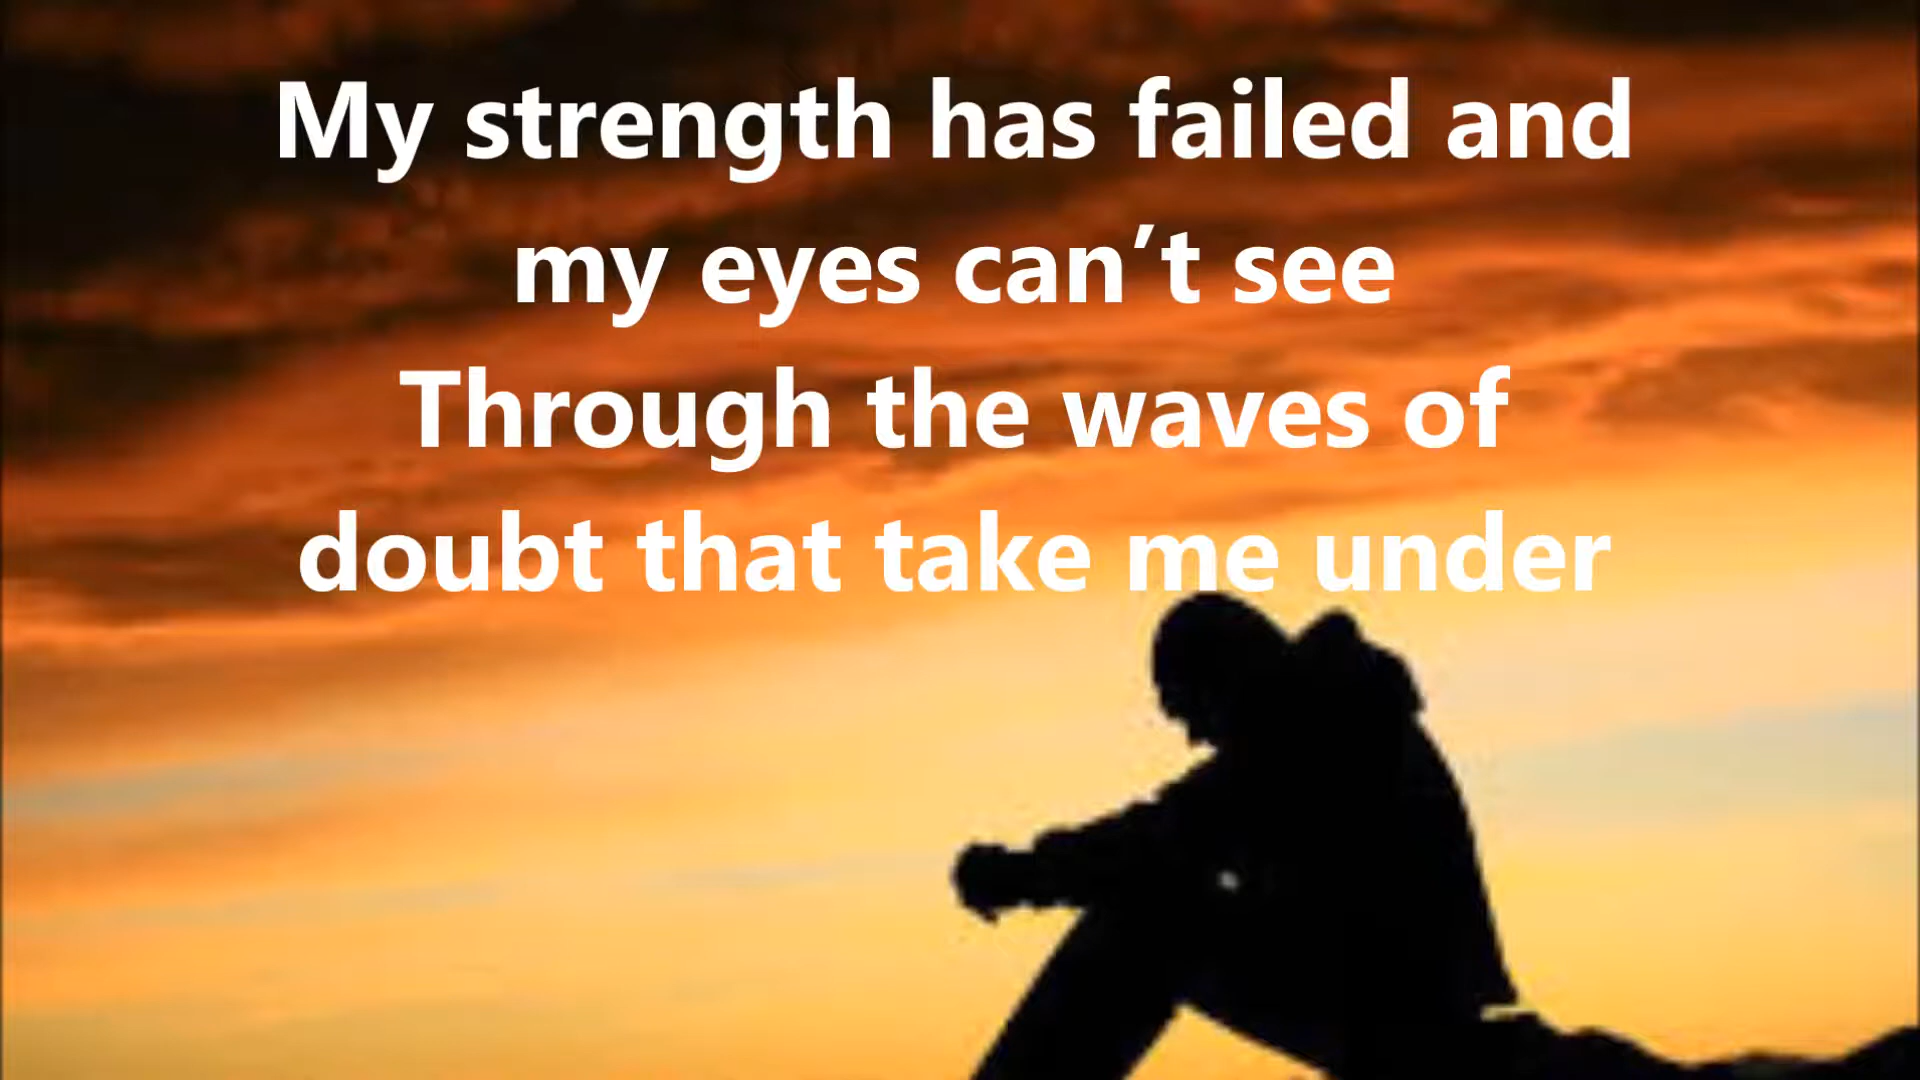 My strength has failed and
my eyes can’t see
Through the waves of
doubt that take me under